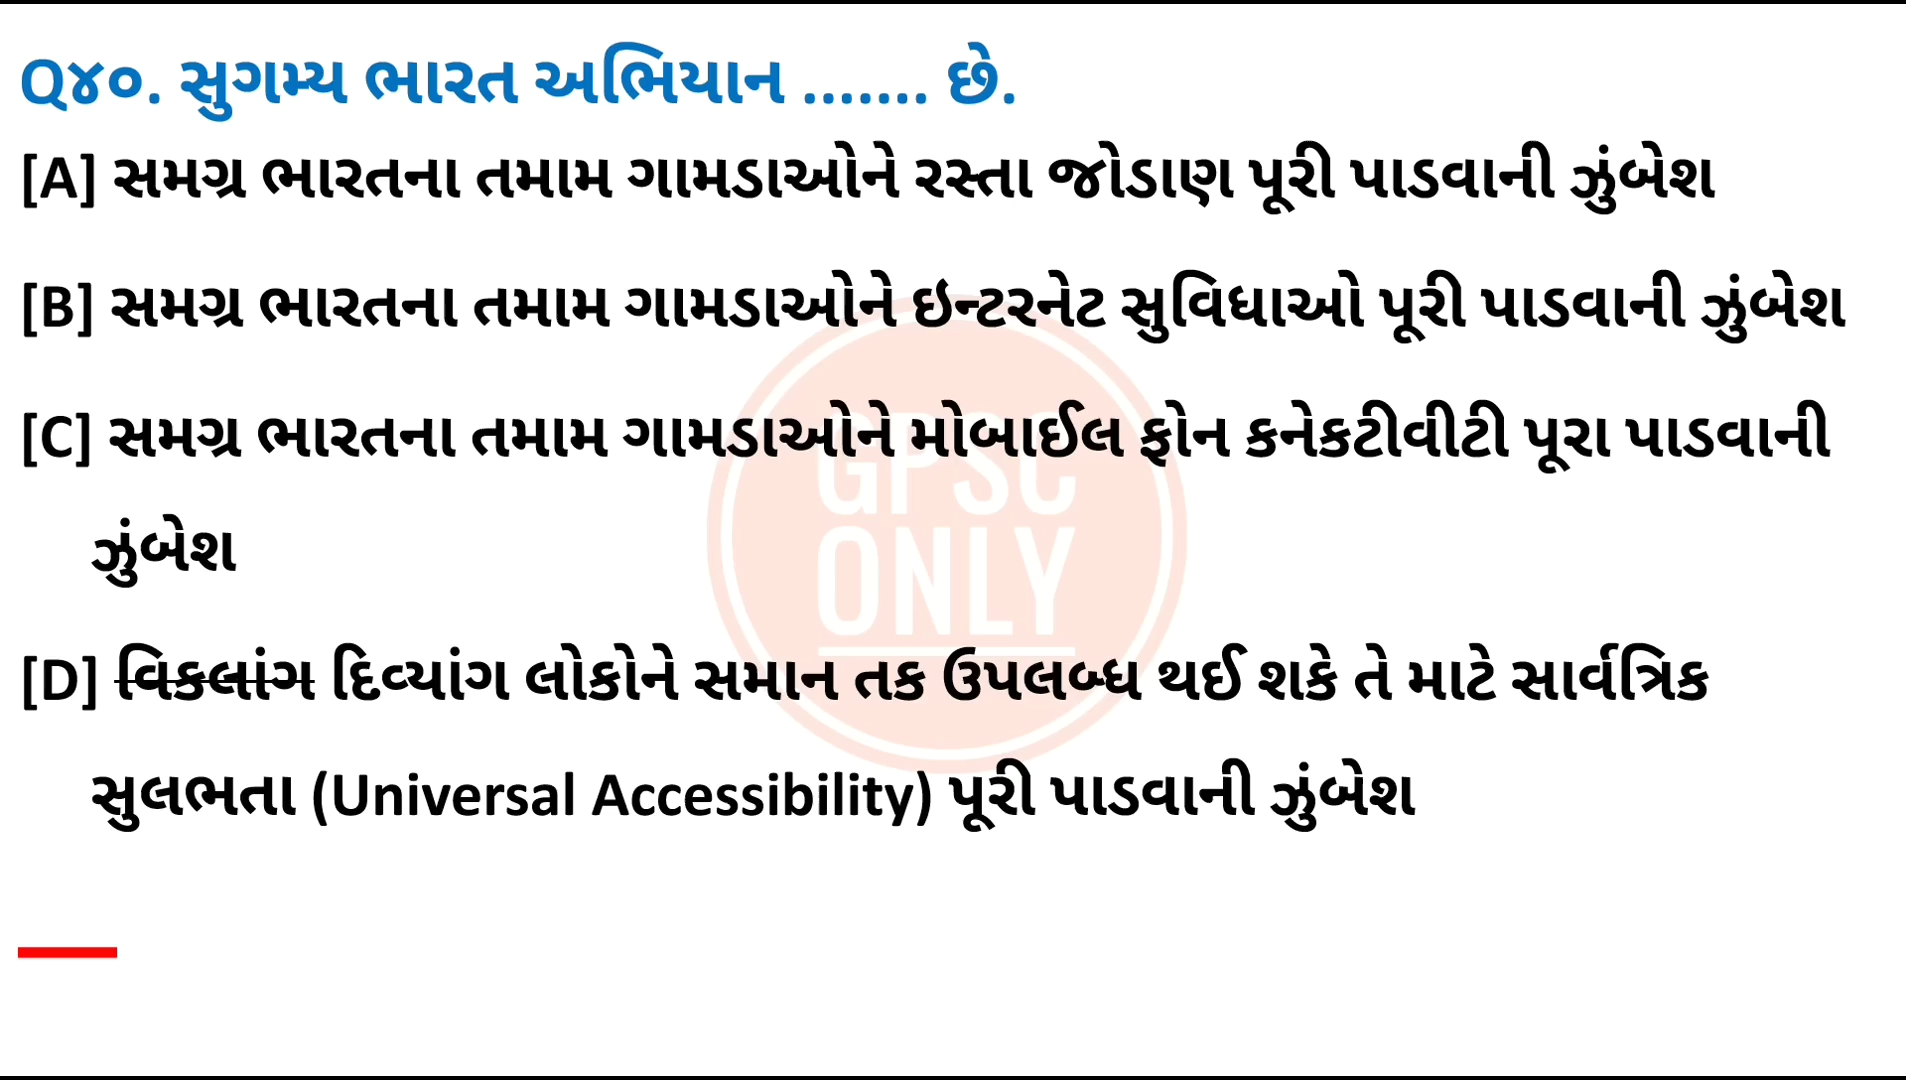 Q૪૦. સુગમ્ય ભારત અભિયાન ....... છે.
[A] સમગ્ર ભારતના તમામ ગામડાઓને રસ્તા જોડાણ પૂરી પાડવાની ઝુંબેશ
[B] સમગ્ર ભારતના તમામ ગામડાઓને ઇન્ટરનેટ સુવિધાઓ પૂરી પાડવાની ઝુંબેશ
[C] સમગ્ર ભારતના તમામ ગામડાઓને મોબાઈલ ફોન કનેકટીવીટી પૂરા પાડવાની
ઝુંબેશ
[D] વિકલાંગ દિવ્યાંગ લોકોને સમાન તક ઉપલબ્ધ થઈ શકે તે માટે સાર્વત્રિક
સુલભતા (Universal Accessibility) પૂરી પાડવાની ઝુંબેશ
GPSC
ONLY